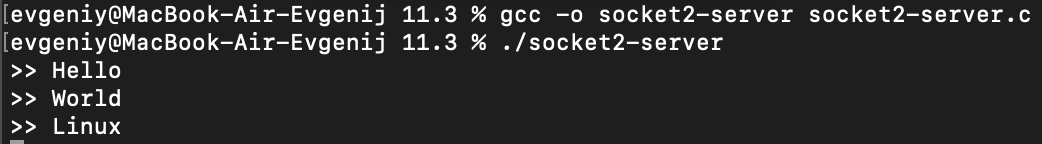 [evgeniy@MacBook-Air-Evgenij 11.3 % gcc -o socket2-server socket2-server.c
[evgeniy@MacBook-Air-Evgenij 11.3 % ./socket2-server
>> Hello
>> World
>> Linux